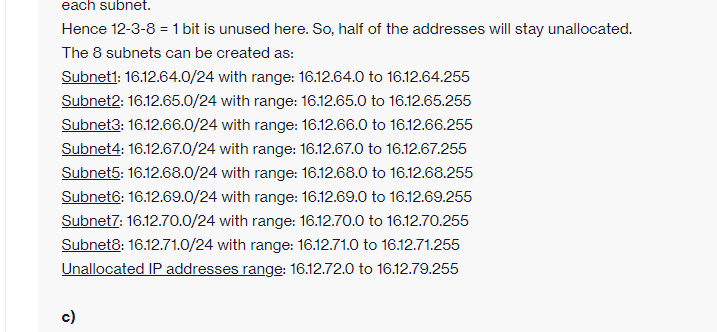 each subnet.
Hence 12-3-8 = 1 bit is unused here. So, half of the addresses will stay unallocated.
The 8 subnets can be created as:
Subnet1: 16.12.64.0/24 with range: 16.12.64.0 to 16.12.64.255
Subnet2: 16.12.65.0/24 with range: 16.12.65.0 to 16.12.65.255
Subnet3: 16.12.66.0/24 with range: 16.12.66.0 to 16.12.66.255
Subnet4: 16.12.67.0/24 with range: 16.12.67.0 to 16.12.67.255
Subnet5: 16.12.68.0/24 with range: 16.12.68.0 to 16.12.68.255
Subnet6: 16.12.69.0/24 with range: 16.12.69.0 to 16.12.69.255
Subnet7: 16.12.70.0/24 with range: 16.12.70.0 to 16.12.70.255
Subnet8: 16.12.71.0/24 with range: 16.12.71.0 to 16.12.71.255
Unallocated IP addresses range: 16.12.72.0 to 16.12.79.255
c)